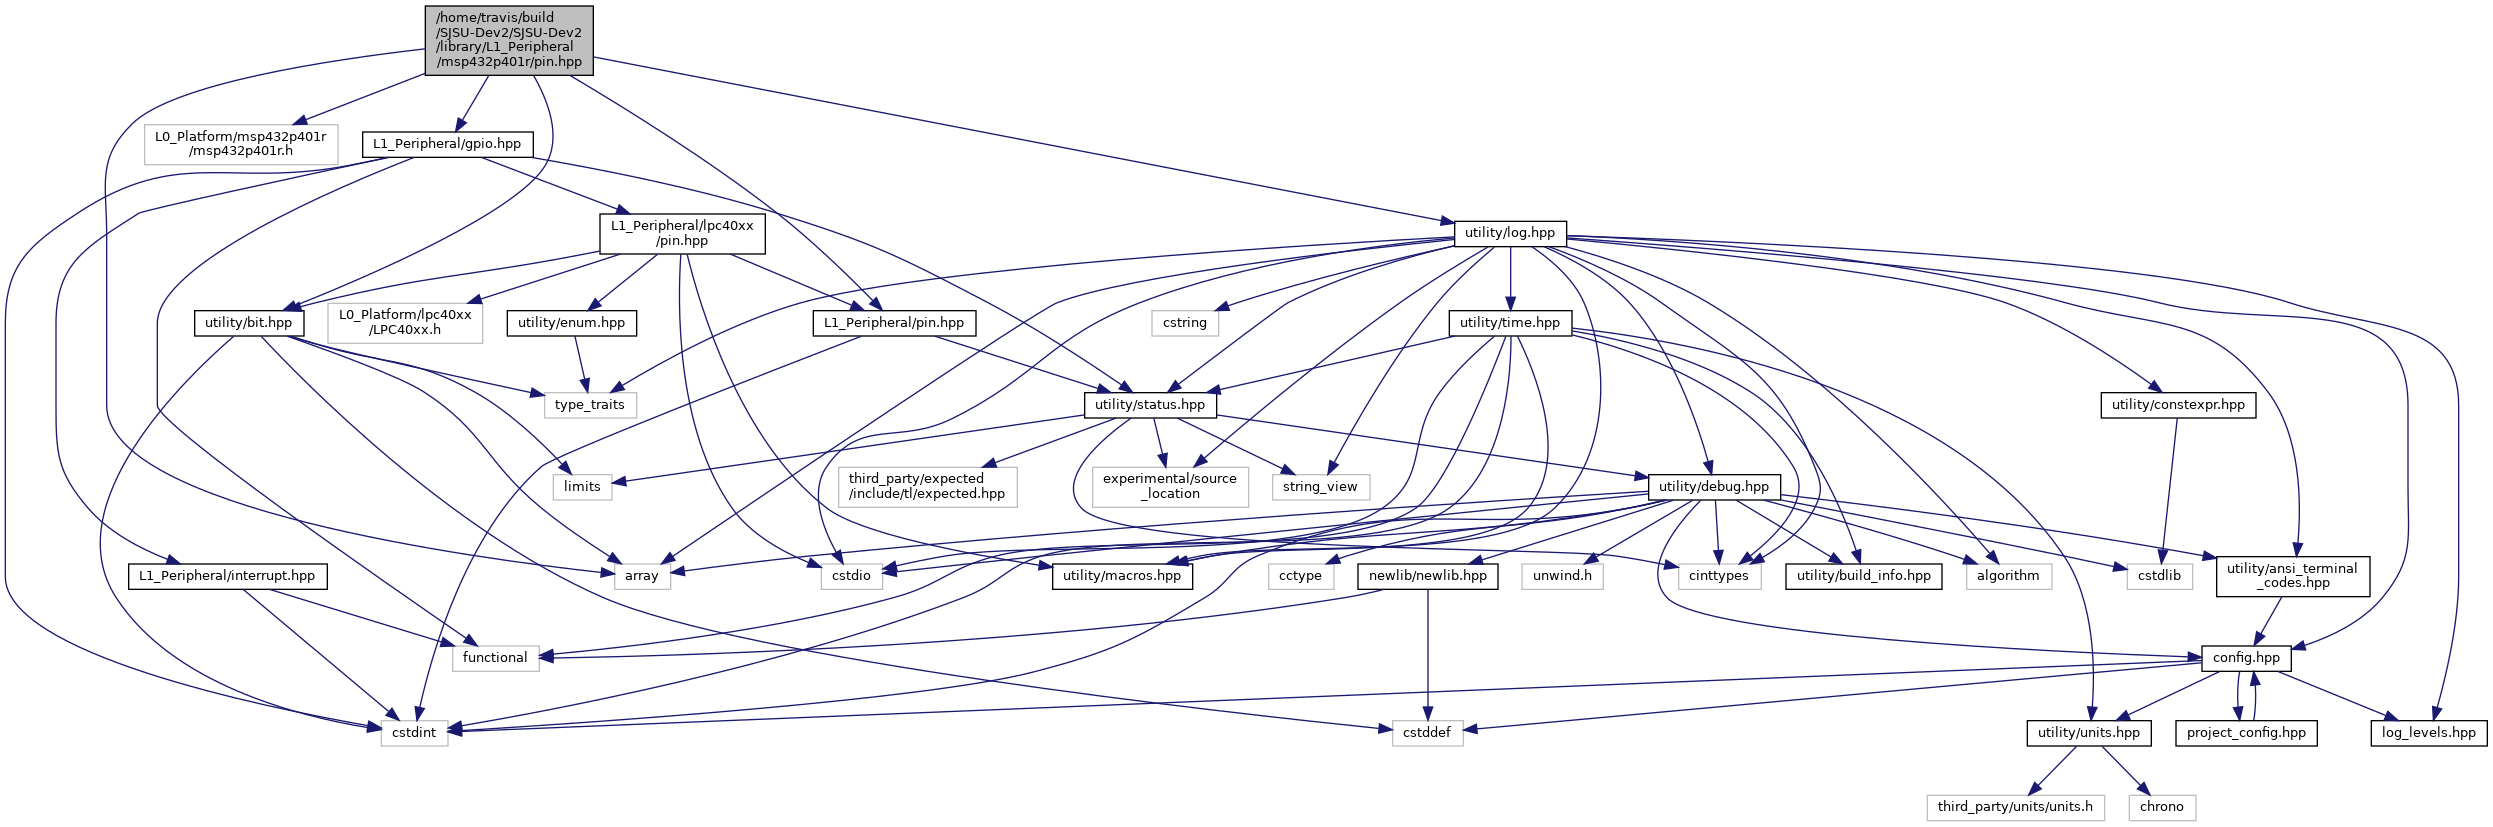 /home/travis/build
/SJSU-Dev2/SJSU-Dev2
/library/L1_Peripheral
/msp432p401r/pin.hpp
L0_Platform/msp432p401r
/msp432p401r.h
L1_Peripheral/gpio.hpp
L1_Peripheral/lpc40xx
/pin.hpp
utility/log.hpp
utility/bit.hpp
L0_Platform/lpc40xx
/LPC40xx.h
utility/enum.hpp
L1_Peripheral/pin.hpp
cstring
utility/time.hpp
type_traits
utility/status.hpp
utility/constexpr.hpp
limits
third_party/expected
/include/tl/expected.hpp
experimental/source
_location
string_view
utility/debug.hpp
L1_Peripheral/interrupt.hpp
array
cstdio
utility/macros.hpp
cctype
newlib/newlib.hpp
unwind.h
cinttypes
utility/build_info.hpp
algorithm
cstdlib
utility/ansi_terminal
_codes.hpp
functional
config.hpp
cstdint
cstddef
utility/units.hpp
project_config.hpp
log_levels.hpp
third_party/units/units.h
chrono